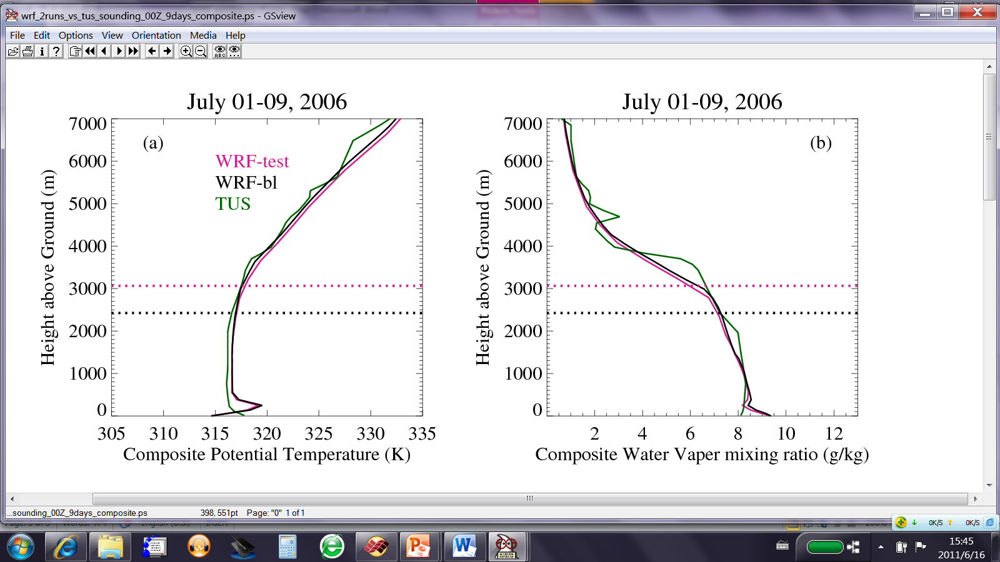 wrf_2runs_vs_tus_sounding_00Z_9days_composite.ps - GSview
File Edit Options View Orientation Media Help
July 01-09, 2006
7000
6000
5000
4000
3000
2000
1000
0
Height above Ground (m)
(a)
WRF-test
WRF-bl
TUS
305 310 315 320 325 330 335
Composite Potential Temperature (K)
July 01-09, 2006
7000
6000
5000
4000
3000
2000
1000
0
Height above Ground (m)
(b)
2 4 6 8 10 12
Composite Water Vaper mixing ratio (g/kg)
...sounding_00Z_9days_composite.ps 398, 551pt Page: "0" 1 of 1
0K/S 0K/S
15:45
2011/6/16